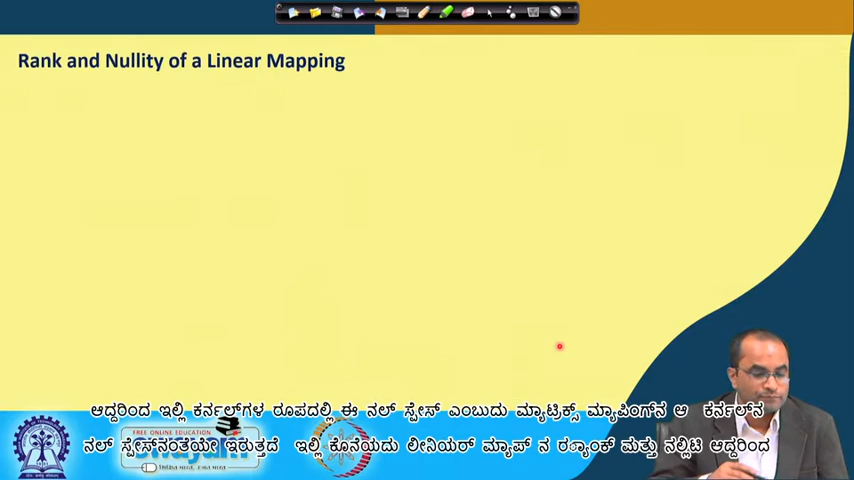 Rank and Nullity of a Linear Mapping
ಆದ್ದರಿಂದ ಇಲ್ಲಿ ಕರ್ನಲ್‌ಗಳ ರೂಪದಲ್ಲಿ ಈ ನಲ್ ಸ್ಪೇಸ್ ಎಂಬುದು ಮ್ಯಾಟ್ರಿಕ್ಸ್ ಮ್ಯಾಪಿಂಗ್‌ನ ಆ ಕರ್ನಲ್‌ನ
ನಲ್ ಸ್ಪೇಸ್‌ನಂತೆಯೇ ಇರುತ್ತದೆ ಇಲ್ಲಿ ಕೊನೆಯದು ಲೀನಿಯರ್ ಮ್ಯಾಪ್ ನ ರ‍್ಯಾಂಕ್ ಮತ್ತು ನಲ್ಲಿಟಿ ಆದ್ದರಿಂದ
FREE ONLINE EDUCATION
swayam